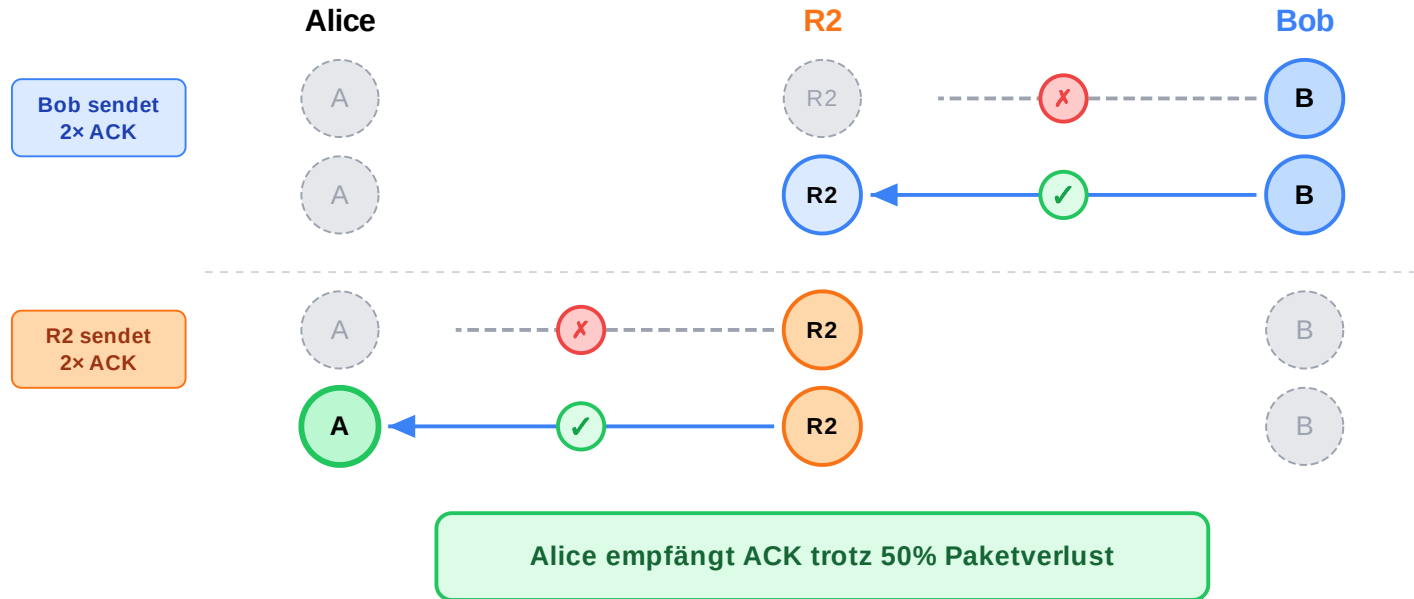 Alice R2 Bob
A R2 ✗ B
Bob sendet
2× ACK
A R2 ✓ B
A ✗ R2 B
R2 sendet
2× ACK
A ✓ R2 B
Alice empfängt ACK trotz 50% Paketverlust